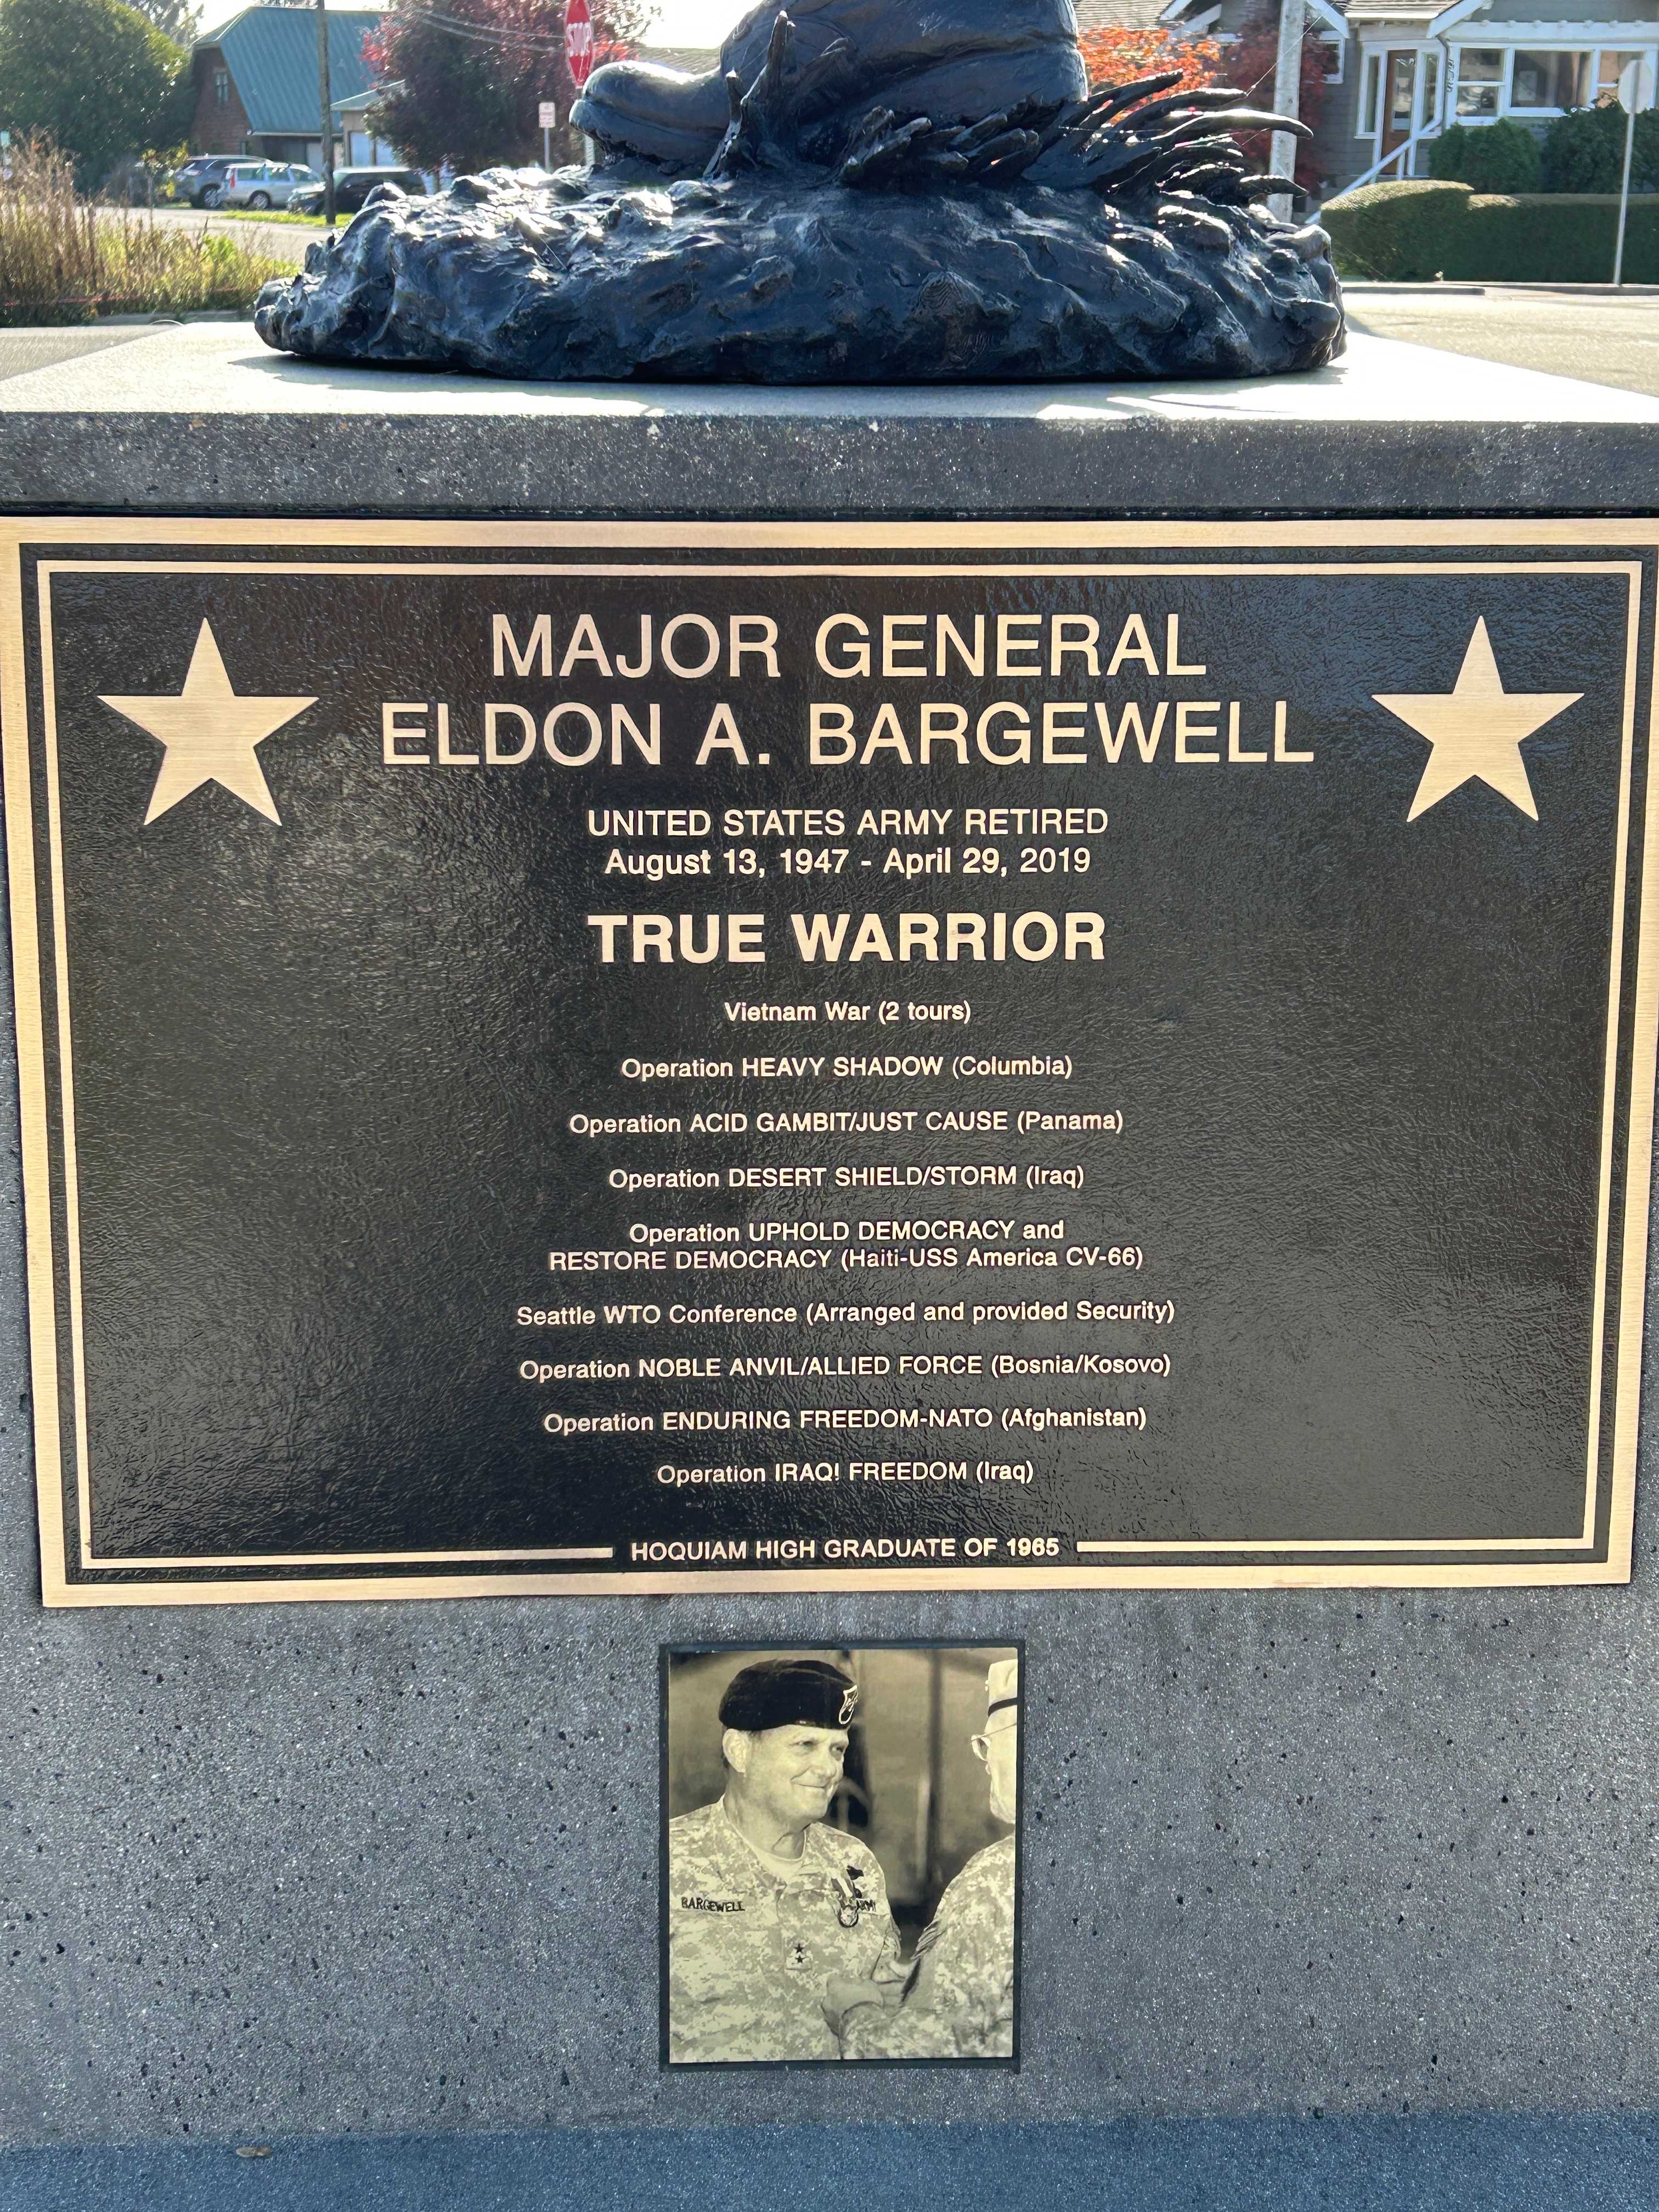 STOP
MAJOR GENERAL
ELDON A. BARGEWELL
UNITED STATES ARMY RETIRED
August 13, 1947 - April 29, 2019
TRUE WARRIOR
Vietnam War (2 tours)
Operation HEAVY SHADOW (Columbia)
Operation ACID GAMBIT/JUST CAUSE (Panama)
Operation DESERT SHIELD/STORM (Iraq)
Operation UPHOLD DEMOCRACY and
RESTORE DEMOCRACY (Haiti-USS America CV-66)
Seattle WTO Conference (Arranged and provided Security)
Operation NOBLE ANVIL/ALLIED FORCE (Bosnia/Kosovo)
Operation ENDURING FREEDOM-NATO (Afghanistan)
Operation IRAQ! FREEDOM (Iraq)
HOQUIAM HIGH GRADUATE OF 1965
BARGEWELL